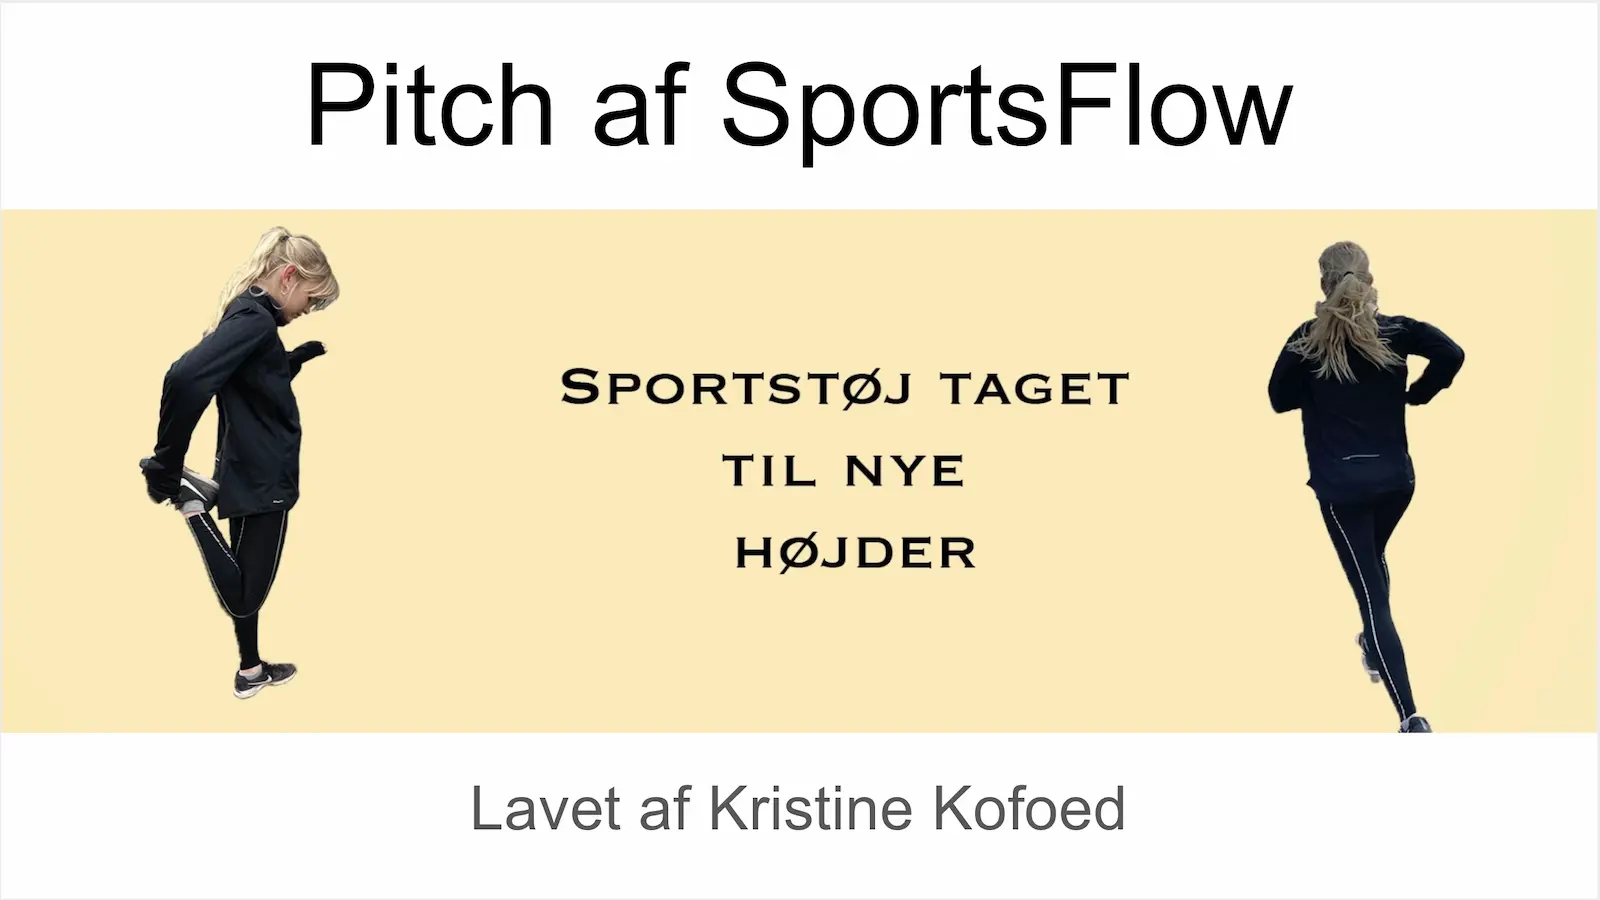 Pitch af SportsFlow
Sportstøj taget
til nye
højder
Lavet af Kristine Kofoed